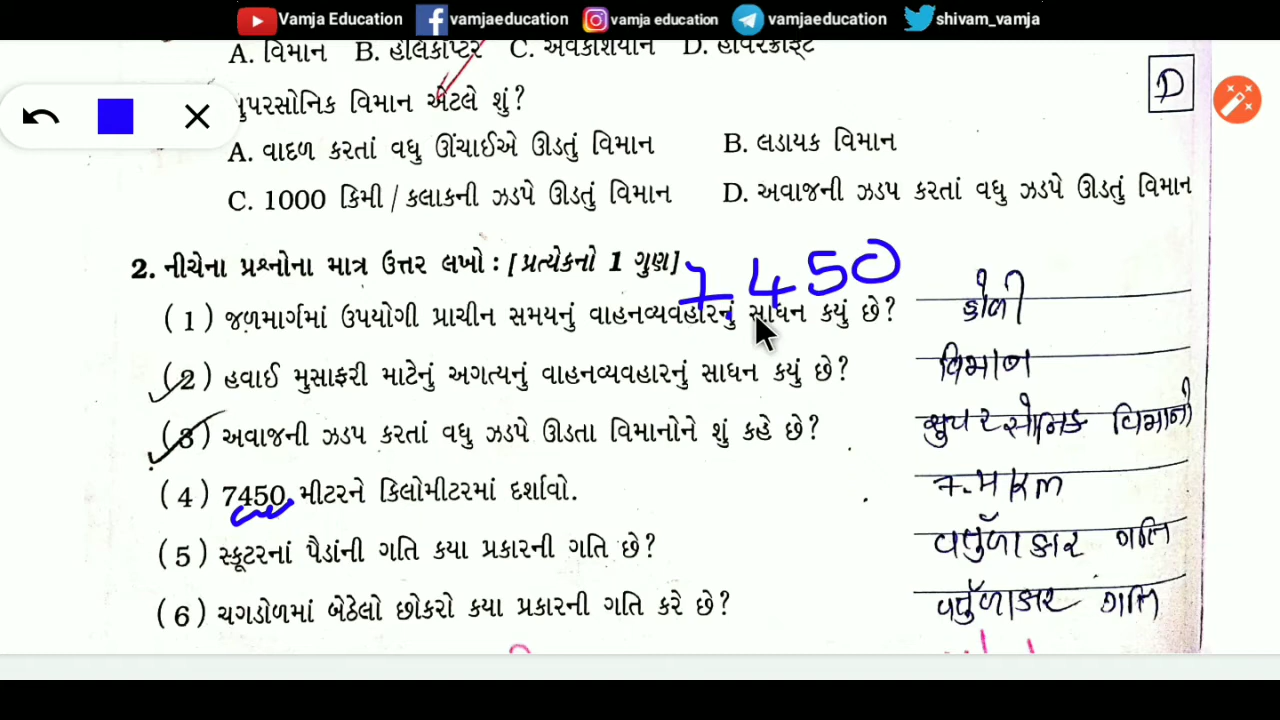 Vamja Education vamjaeducation vamja education vamjaeducation shivam_vamja
A. વિમાન B. હેલિકોપ્ટર C. અવકાશયાન D. હોવરક્રાફ્ટ
D
સુપરસોનિક વિમાન એટલે શું?
A. વાદળ કરતાં વધુ ઊંચાઈએ ઊડતું વિમાન B. લડાયક વિમાન
C. 1000 કિમી / કલાકની ઝડપે ઊડતું વિમાન D. અવાજની ઝડપ કરતાં વધુ ઝડપે ઊડતું વિમાન
2. નીચેના પ્રશ્નોના માત્ર ઉત્તર લખો : [પ્રત્યેકનો 1 ગુણ]
7450
( 1 ) જળમાર્ગમાં ઉપયોગી પ્રાચીન સમયનું વાહનવ્યવહારનું સાધન કયું છે? હોળી
( 2 ) હવાઈ મુસાફરી માટેનું અગત્યનું વાહનવ્યવહારનું સાધન કયું છે? વિમાન
( 3 ) અવાજની ઝડપ કરતાં વધુ ઝડપે ઊડતા વિમાનોને શું કહે છે? સુપરસોનિક વિમાનો
( 4 ) 7450 મીટરને કિલોમીટરમાં દર્શાવો.
( 5 ) સ્કૂટરનાં પૈડાંની ગતિ કયા પ્રકારની ગતિ છે? વર્તુળાકાર ગતિ
( 6 ) ચગડોળમાં બેઠેલો છોકરો કયા પ્રકારની ગતિ કરે છે? વર્તુળાકાર ગતિ